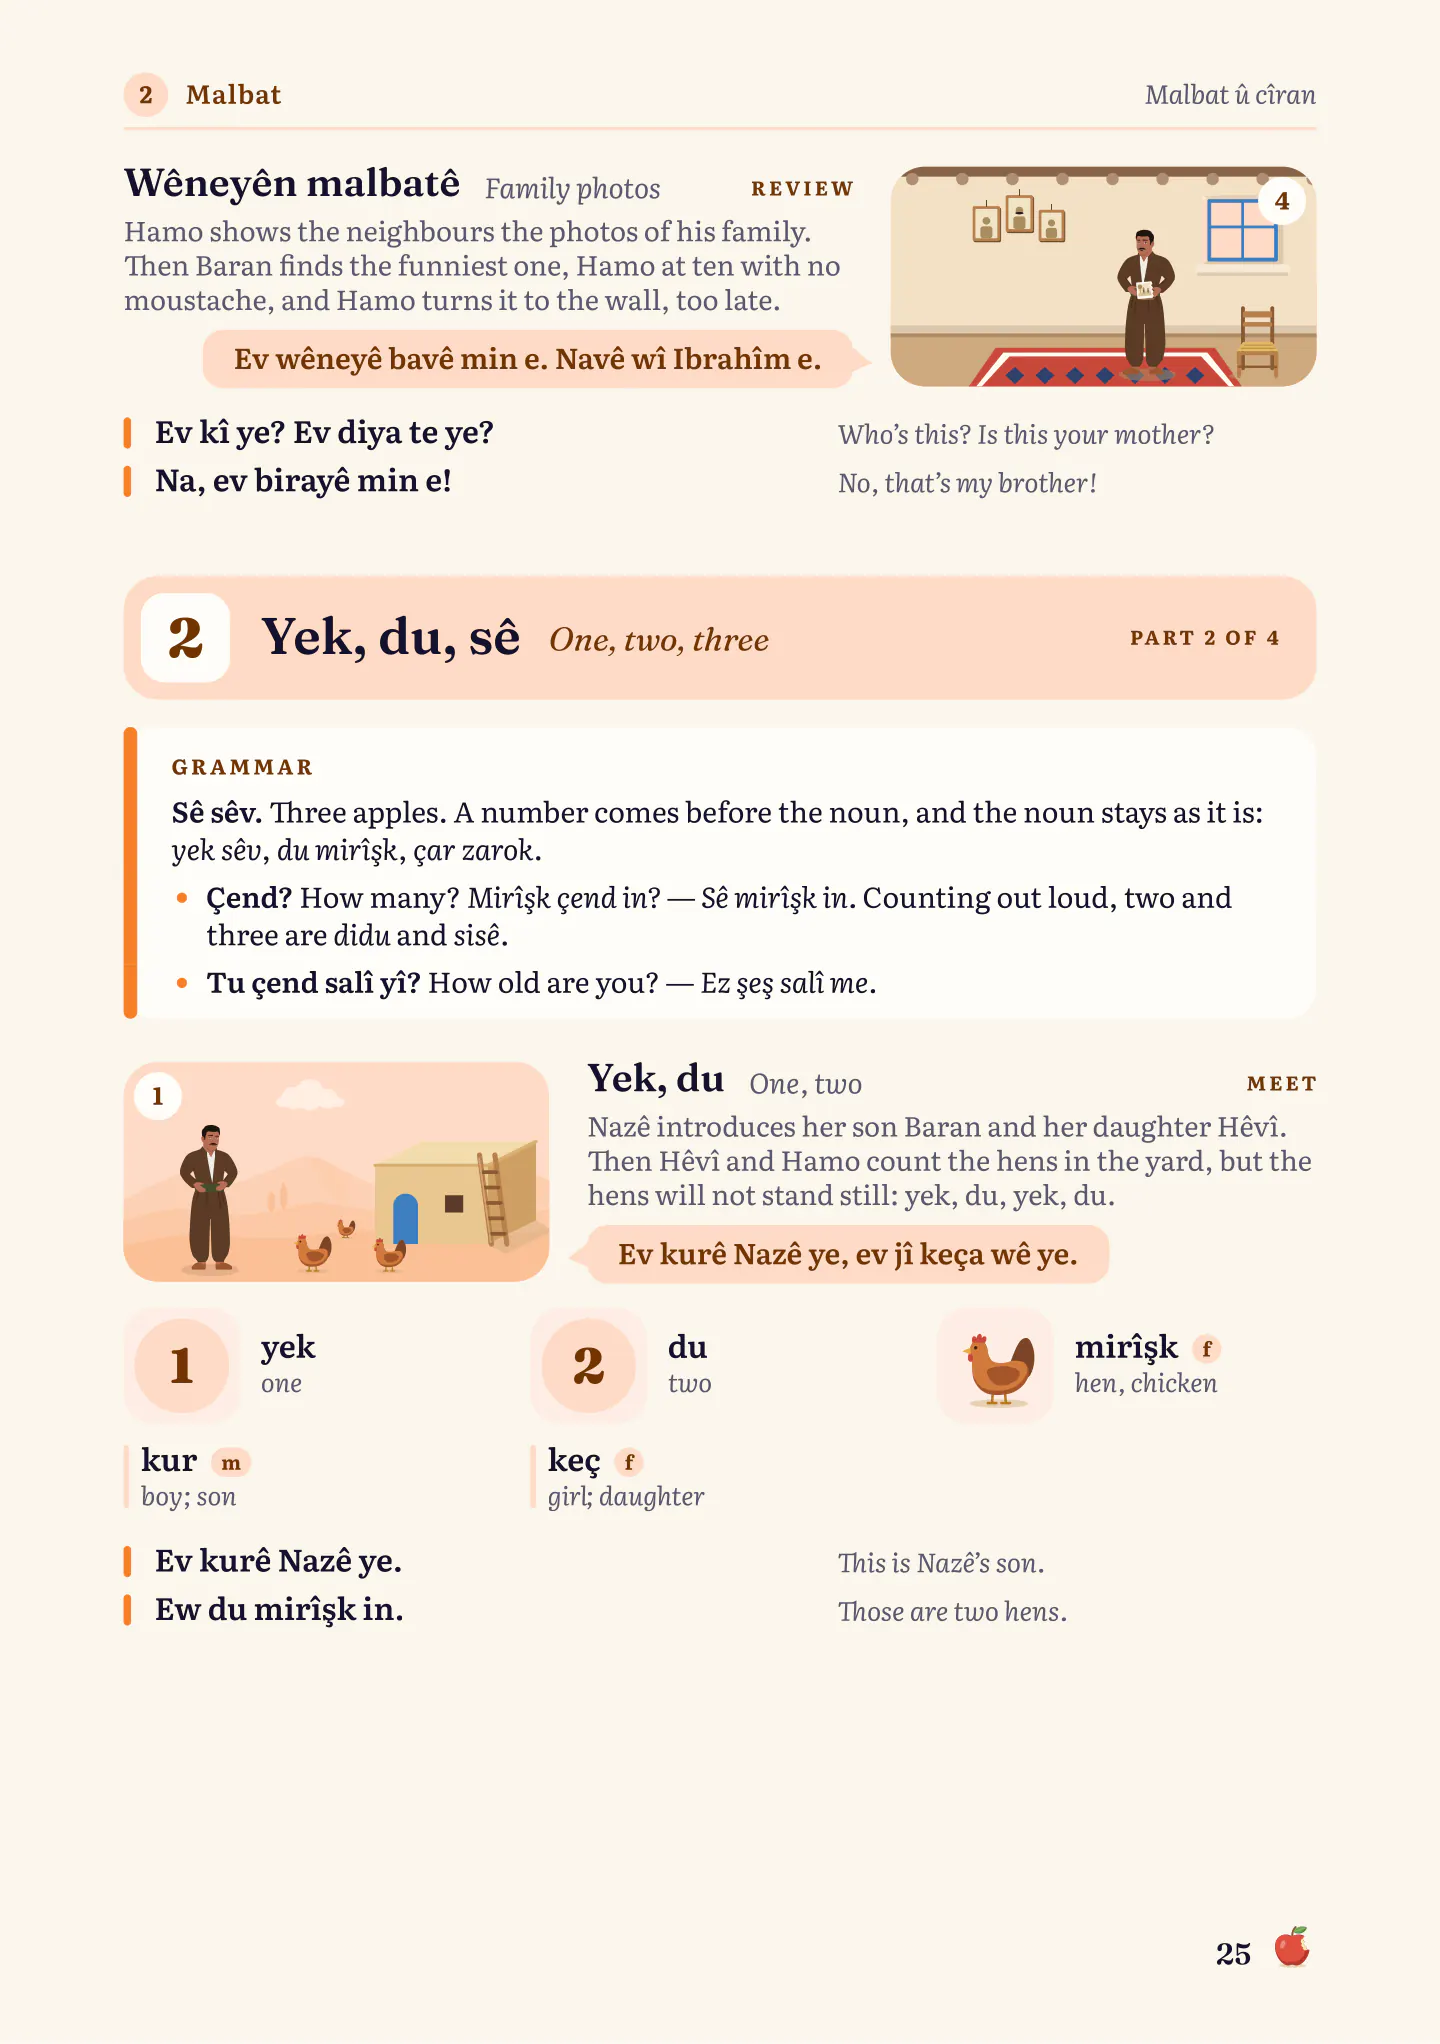 2 Malbat
Malbat û cîran
Wêneyên malbatê Family photos REVIEW
Hamo shows the neighbours the photos of his family.
Then Baran finds the funniest one, Hamo at ten with no
moustache, and Hamo turns it to the wall, too late.
Ev wêneyê bavê min e. Navê wî Ibrahîm e.
4
Ev kî ye? Ev diya te ye? Who’s this? Is this your mother?
Na, ev birayê min e! No, that’s my brother!
2 Yek, du, sê One, two, three PART 2 OF 4
GRAMMAR
Sê sêv. Three apples. A number comes before the noun, and the noun stays as it is:
yek sêv, du mirîşk, çar zarok.
• Çend? How many? Mirîşk çend in? — Sê mirîşk in. Counting out loud, two and
three are didu and sisê.
• Tu çend salî yî? How old are you? — Ez şeş salî me.
1
Yek, du One, two MEET
Nazê introduces her son Baran and her daughter Hêvî.
Then Hêvî and Hamo count the hens in the yard, but the
hens will not stand still: yek, du, yek, du.
Ev kurê Nazê ye, ev jî keça wê ye.
1 yek
one
2 du
two
mirîşk f
hen, chicken
kur m
boy; son
keç f
girl; daughter
Ev kurê Nazê ye. This is Nazê’s son.
Ew du mirîşk in. Those are two hens.
25